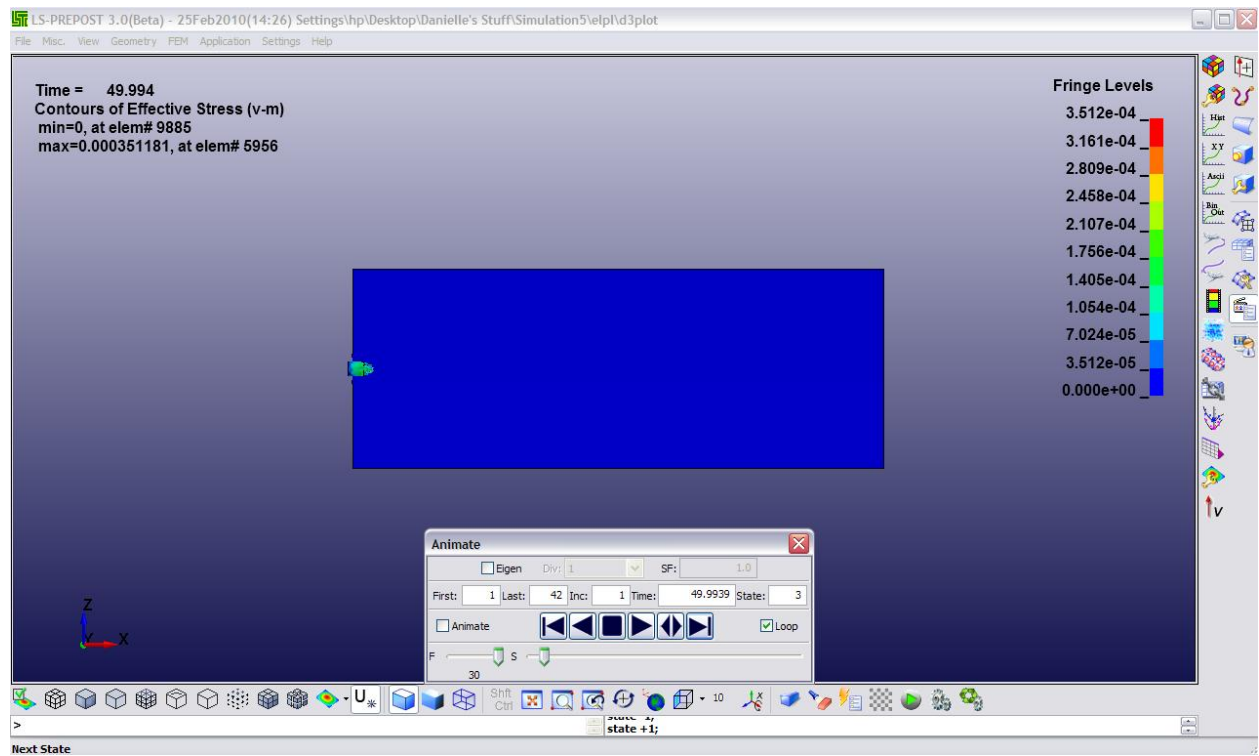 LS-PREPOST 3.0(Beta) - 25Feb2010(14:26) Settings\hp\Desktop\Danielle's Stuff\Simulation5\elpl\d3plot
File Misc. View Geometry FEM Application Settings Help
Time = 49.994
Contours of Effective Stress (v-m)
min=0, at elem# 9885
max=0.000351181, at elem# 5956
Fringe Levels
3.512e-04
3.161e-04
2.809e-04
2.458e-04
2.107e-04
1.756e-04
1.405e-04
1.054e-04
7.024e-05
3.512e-05
0.000e+00
Hist
XY
Ascii
Bin
Out
V
Z
Y X
Animate
Eigen Div: 1 SF: 1.0
First: 1 Last: 42 Inc: 1 Time: 49.9939 State: 3
Animate Loop
F S
30
U* Shft
Ctrl 10
>
state -1;
state +1;
Next State